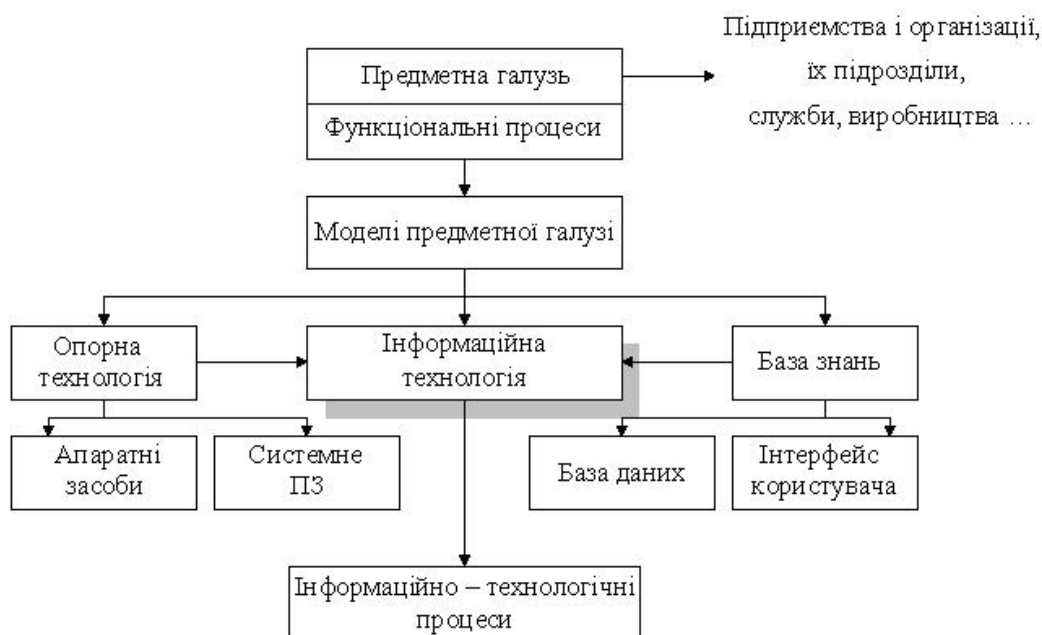 Підприємства і організації,
їх підрозділи,
служби, виробництва ...
Предметна галузь
Функціональні процеси
Моделі предметної галузі
Опорна
технологія
Інформаційна
технологія
База знань
Апаратні
засоби
Системне
ПЗ
База даних
Інтерфейс
користувача
Інформаційно – технологічні
процеси